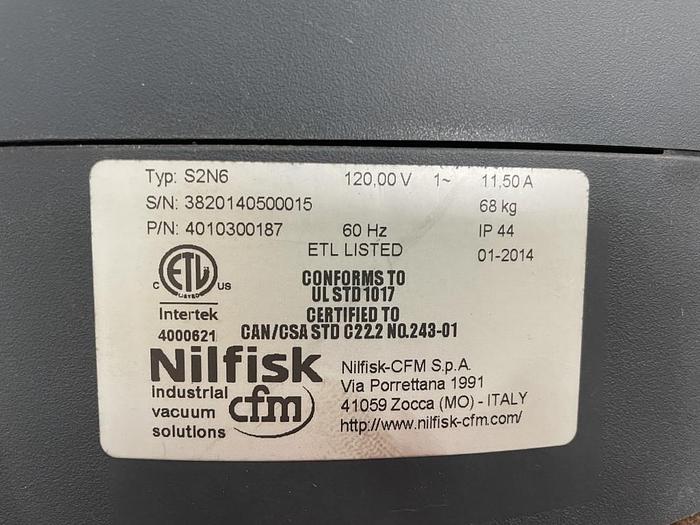 Typ: S2N6 120,00 V 1~ 11,50 A
S/N: 3820140500015 68 kg
P/N: 4010300187 60 Hz IP 44
ETL LISTED 01-2014
CONFORMS TO
UL STD 1017
CERTIFIED TO
CAN/CSA STD C22.2 NO.243-01
C ETL US
LISTED
Intertek
4000621
Nilfisk
industrial
vacuum
solutions
cfm
Nilfisk-CFM S.p.A.
Via Porrettana 1991
41059 Zocca (MO) - ITALY
http://www.nilfisk-cfm.com/